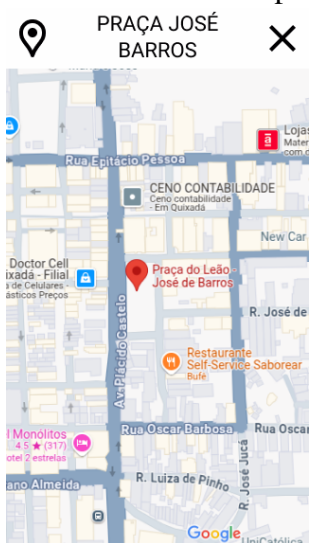 PRAÇA JOSÉ
BARROS
Lojas
Mater
com d
Rua Epitácio Pessoa
CENO CONTABILIDADE
Ceno contabilidade
- Em Quixadá
New Car
Doctor Cell
ixadá - Filial
a de Celulares -
ásticos Preços
Praça do Leão -
José de Barros
R. José de
Av. Plácido Castelo
Restaurante
Self-Service Saborear
Bufê
l Monólitos
4.5 ★ (317)
otel 2 estrelas
Rua Oscar Barbosa
Rua Oscar
ano Almeida
R. Luiza de Pinho
R. José Jucá
Google
UniCatólica